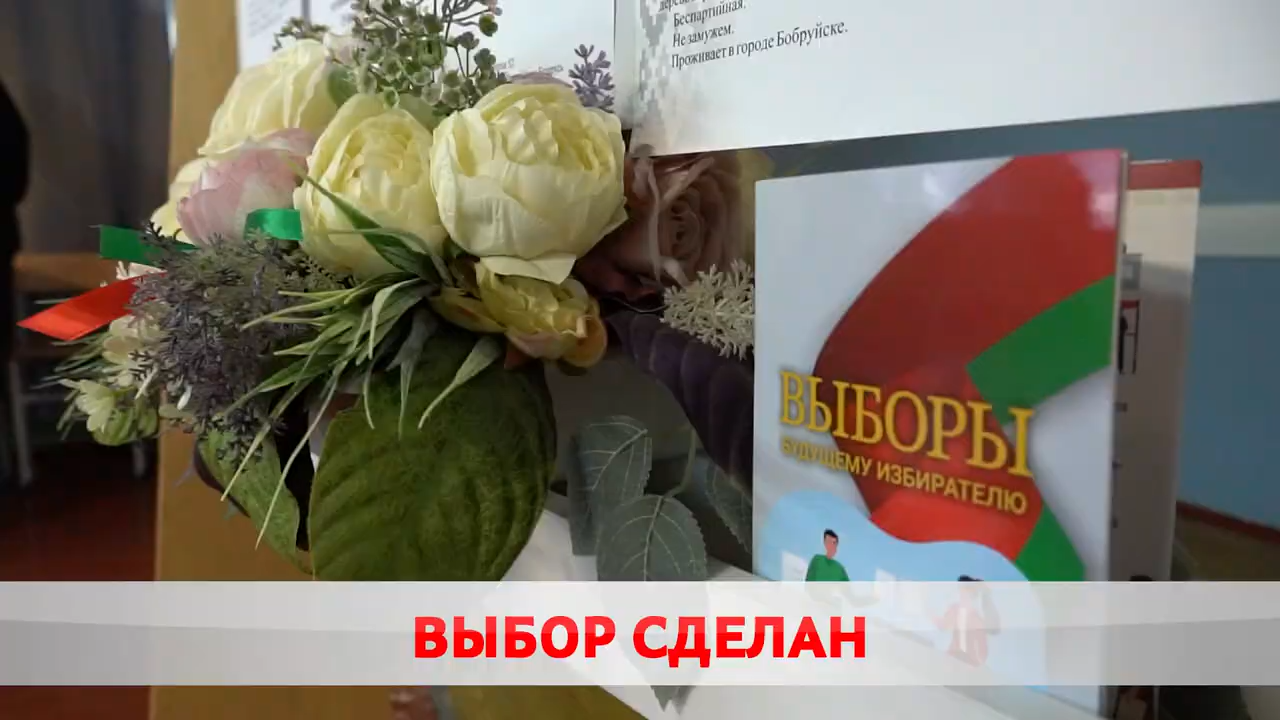 Беспартийная.
Не замужем.
Проживает в городе Бобруйске.
ВЫБОРЫ
БУДУЩЕМУ ИЗБИРАТЕЛЮ
ВЫБОР СДЕЛАН